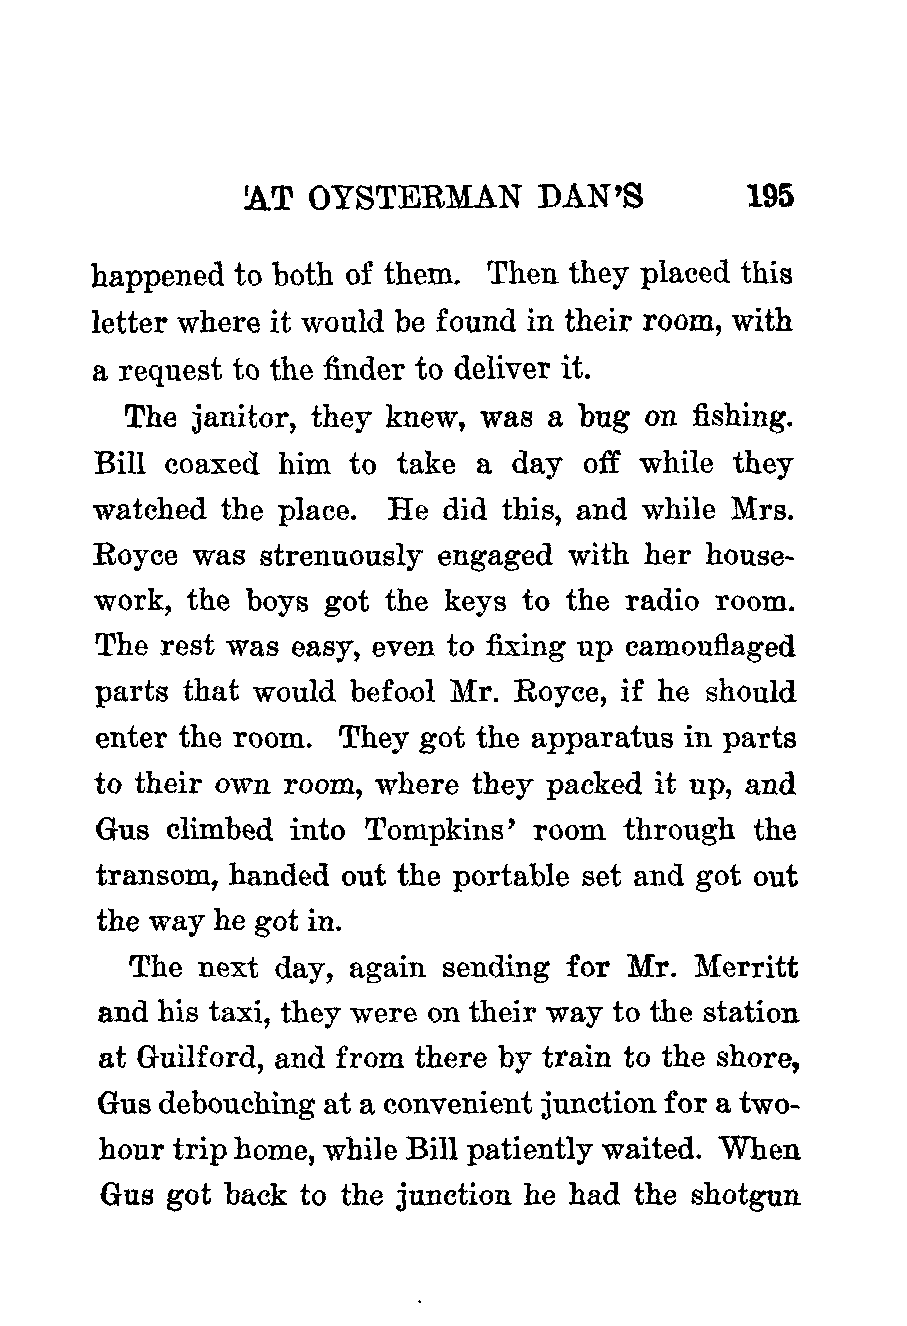 'AT OYSTERMAN DAN'S 195
happened to both of them. Then they placed this
letter where it would be found in their room, with
a request to the finder to deliver it.
The janitor, they knew, was a bug on fishing.
Bill coaxed him to take a day off while they
watched the place. He did this, and while Mrs.
Royce was strenuously engaged with her house-
work, the boys got the keys to the radio room.
The rest was easy, even to fixing up camouflaged
parts that would befool Mr. Royce, if he should
enter the room. They got the apparatus in parts
to their own room, where they packed it up, and
Gus climbed into Tompkins' room through the
transom, handed out the portable set and got out
the way he got in.
The next day, again sending for Mr. Merritt
and his taxi, they were on their way to the station
at Guilford, and from there by train to the shore,
Gus debouching at a convenient junction for a two-
hour trip home, while Bill patiently waited. When
Gus got back to the junction he had the shotgun